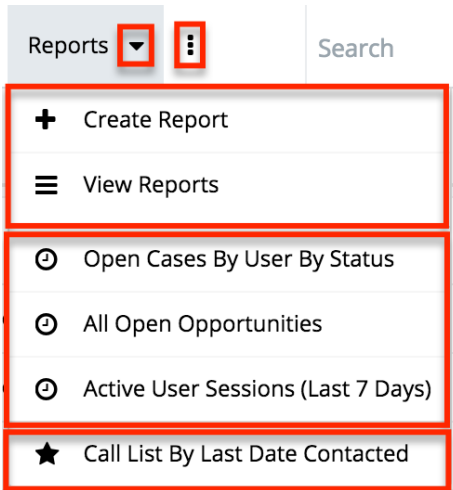 Reports
Search
Create Report
View Reports
Open Cases By User By Status
All Open Opportunities
Active User Sessions (Last 7 Days)
Call List By Last Date Contacted